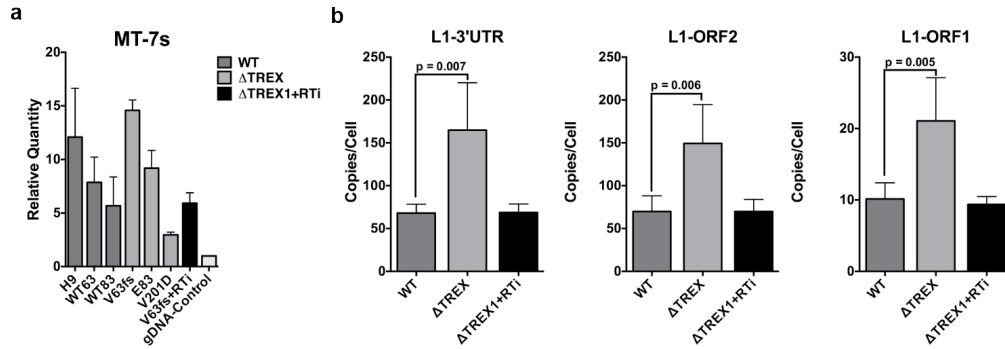 a
MT-7s
Relative Quantity
20
15
10
5
0
WT
ΔTREX
ΔTREX1+RTi
H9
WT63
WT83
V63fs
E83
V201D
V63fs+RTi
gDNA-Control
b
L1-3'UTR
Copies/Cell
250
200
150
100
50
0
p = 0.007
WT
ΔTREX
ΔTREX1+RTi
L1-ORF2
Copies/Cell
250
200
150
100
50
0
p = 0.006
WT
ΔTREX
ΔTREX1+RTi
L1-ORF1
Copies/Cell
30
20
10
0
p = 0.005
WT
ΔTREX
ΔTREX1+RTi